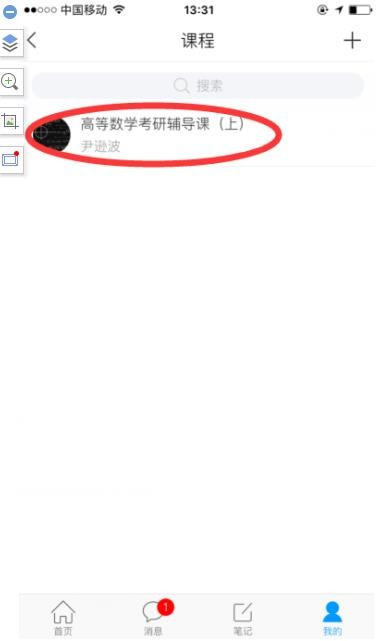 中国移动 13:31
课程
搜索
高等数学考研辅导课（上）
尹逊波
1
首页 消息 笔记 我的